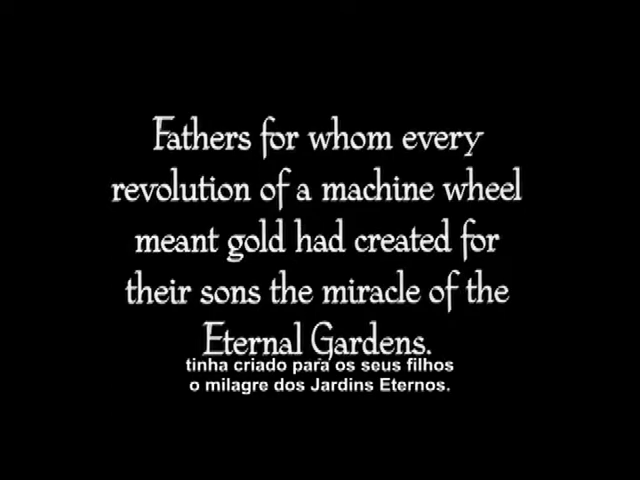 Fathers for whom every
revolution of a machine wheel
meant gold had created for
their sons the miracle of the
Eternal Gardens.
tinha criado para os seus filhos
o milagre dos Jardins Eternos.